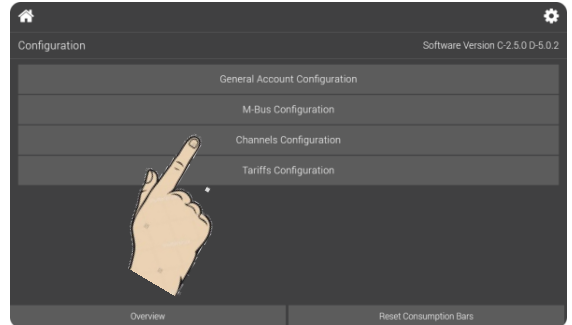 Configuration
Software Version C-2.5.0 D-5.0.2
General Account Configuration
M-Bus Configuration
Channels Configuration
Tariffs Configuration
Overview
Reset Consumption Bars